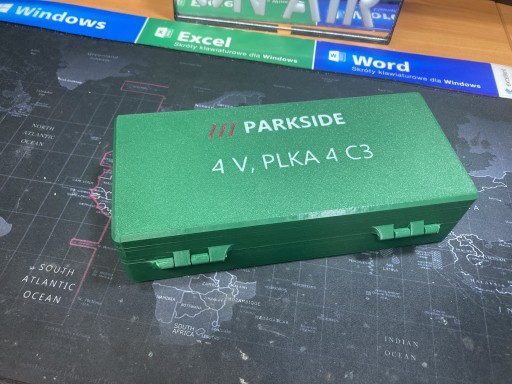 Windows
Excel
Skróty klawiaturowe dla Windows
Word
Skróty klawiaturowe dla Windows
PARKSIDE
4 V, PLKA 4 C3
NORTH
ATLANTIC
OCEAN
SOUTH
ATLANTIC
OCEAN
SOUTH
AFRICA
INDIAN
OCEAN